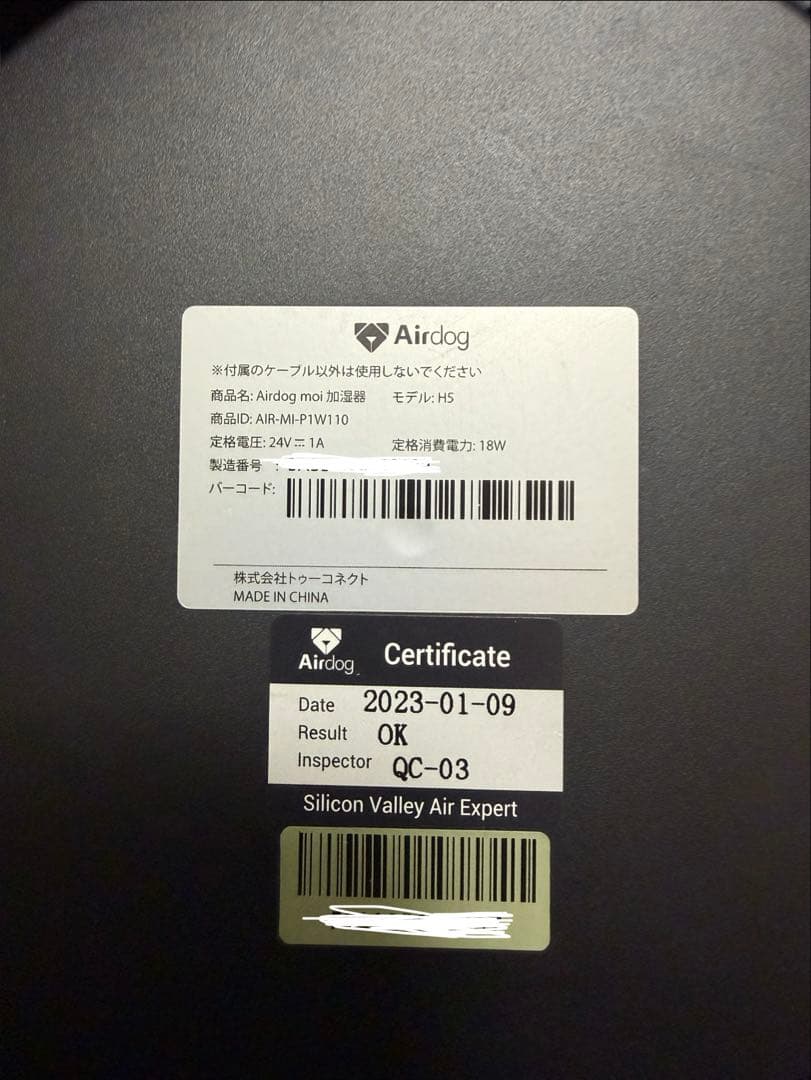 Airdog
※付属のケーブル以外は使用しないでください
商品名: Airdog moi 加湿器 モデル: H5
商品ID: AIR-MI-P1W110
定格電圧: 24V⎓1A 定格消費電力: 18W
製造番号 :
バーコード:
株式会社トゥーコネクト
MADE IN CHINA
Airdog Certificate
Date 2023-01-09
Result OK
Inspector QC-03
Silicon Valley Air Expert